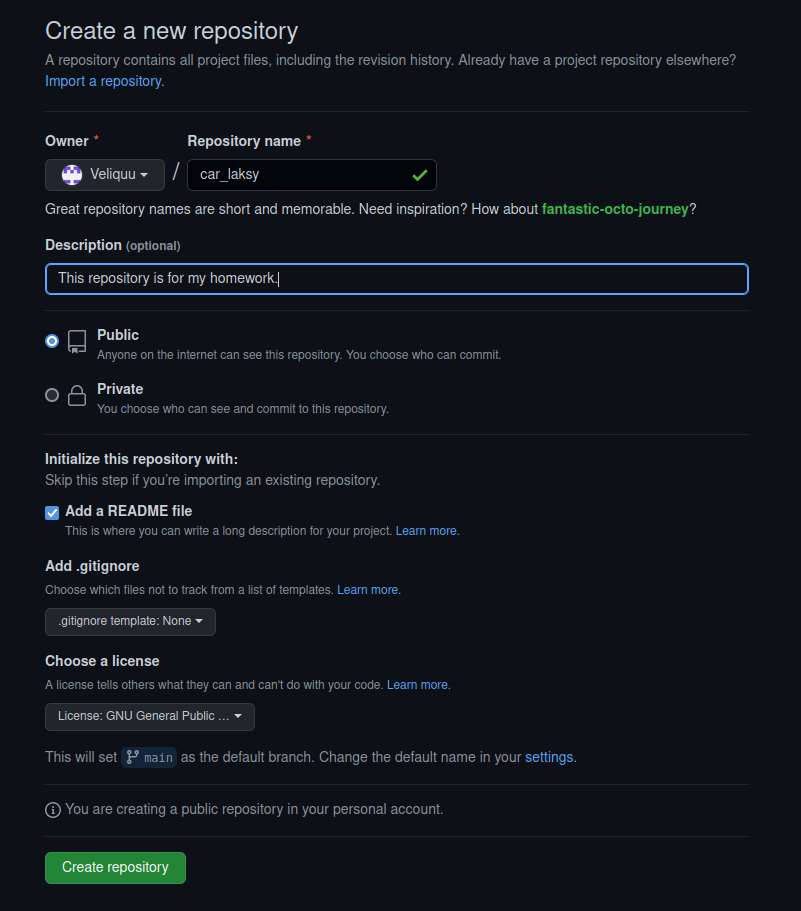 Create a new repository
A repository contains all project files, including the revision history. Already have a project repository elsewhere?
Import a repository.
Owner *
Repository name *
Veliquu / car_laksy
Great repository names are short and memorable. Need inspiration? How about fantastic-octo-journey?
Description (optional)
This repository is for my homework.
Public
Anyone on the internet can see this repository. You choose who can commit.
Private
You choose who can see and commit to this repository.
Initialize this repository with:
Skip this step if you’re importing an existing repository.
Add a README file
This is where you can write a long description for your project. Learn more.
Add .gitignore
Choose which files not to track from a list of templates. Learn more.
.gitignore template: None
Choose a license
A license tells others what they can and can't do with your code. Learn more.
License: GNU General Public ...
This will set main as the default branch. Change the default name in your settings.
You are creating a public repository in your personal account.
Create repository